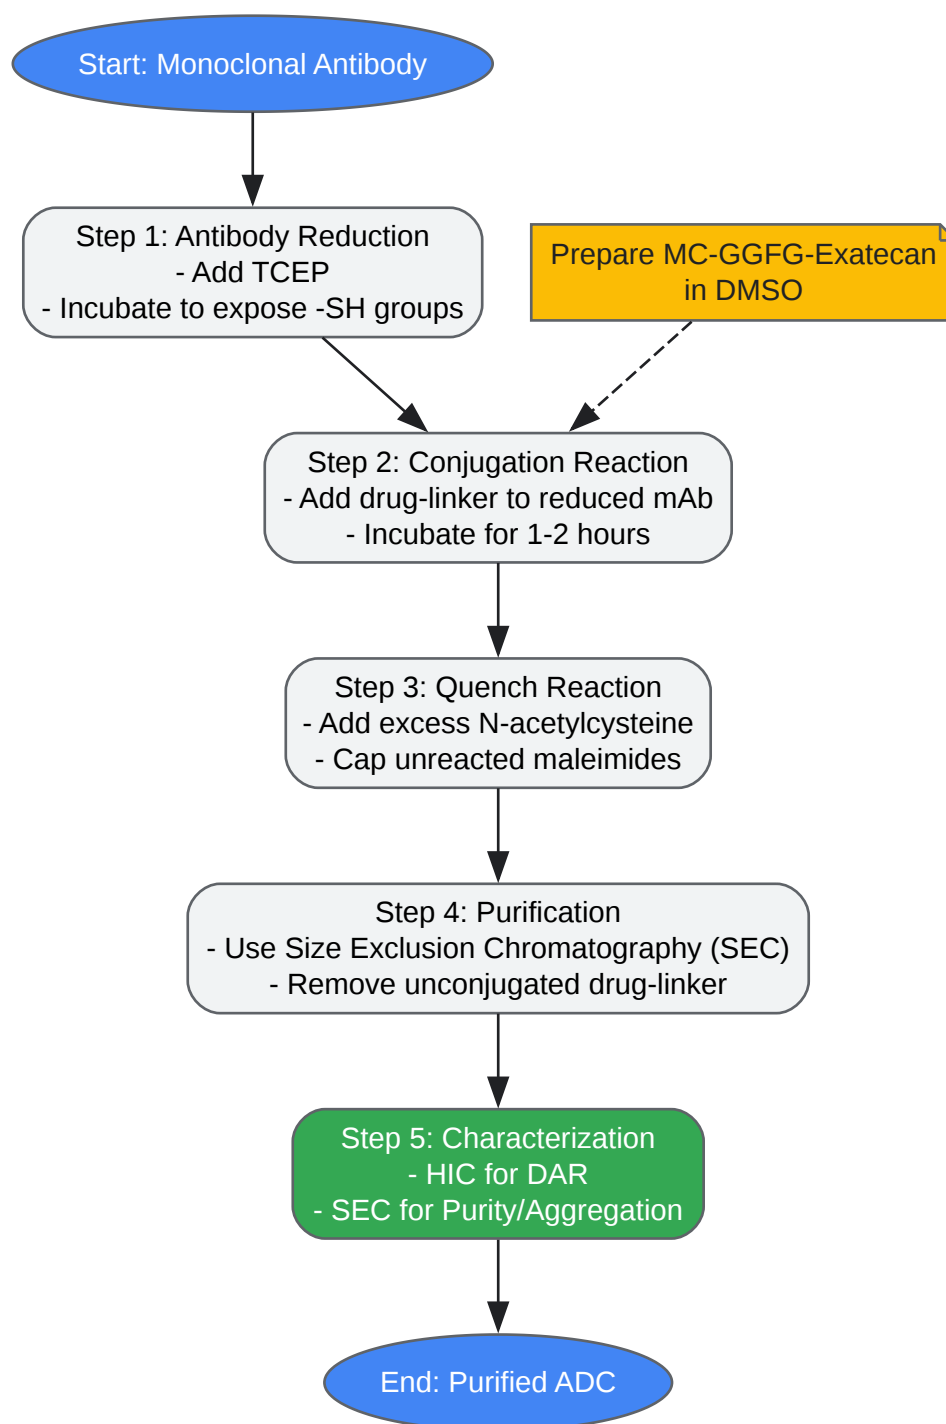 Start: Monoclonal Antibody
Step 1: Antibody Reduction
- Add TCEP
- Incubate to expose -SH groups
Prepare MC-GGFG-Exatecan
in DMSO
Step 2: Conjugation Reaction
- Add drug-linker to reduced mAb
- Incubate for 1-2 hours
Step 3: Quench Reaction
- Add excess N-acetylcysteine
- Cap unreacted maleimides
Step 4: Purification
- Use Size Exclusion Chromatography (SEC)
- Remove unconjugated drug-linker
Step 5: Characterization
- HIC for DAR
- SEC for Purity/Aggregation
End: Purified ADC